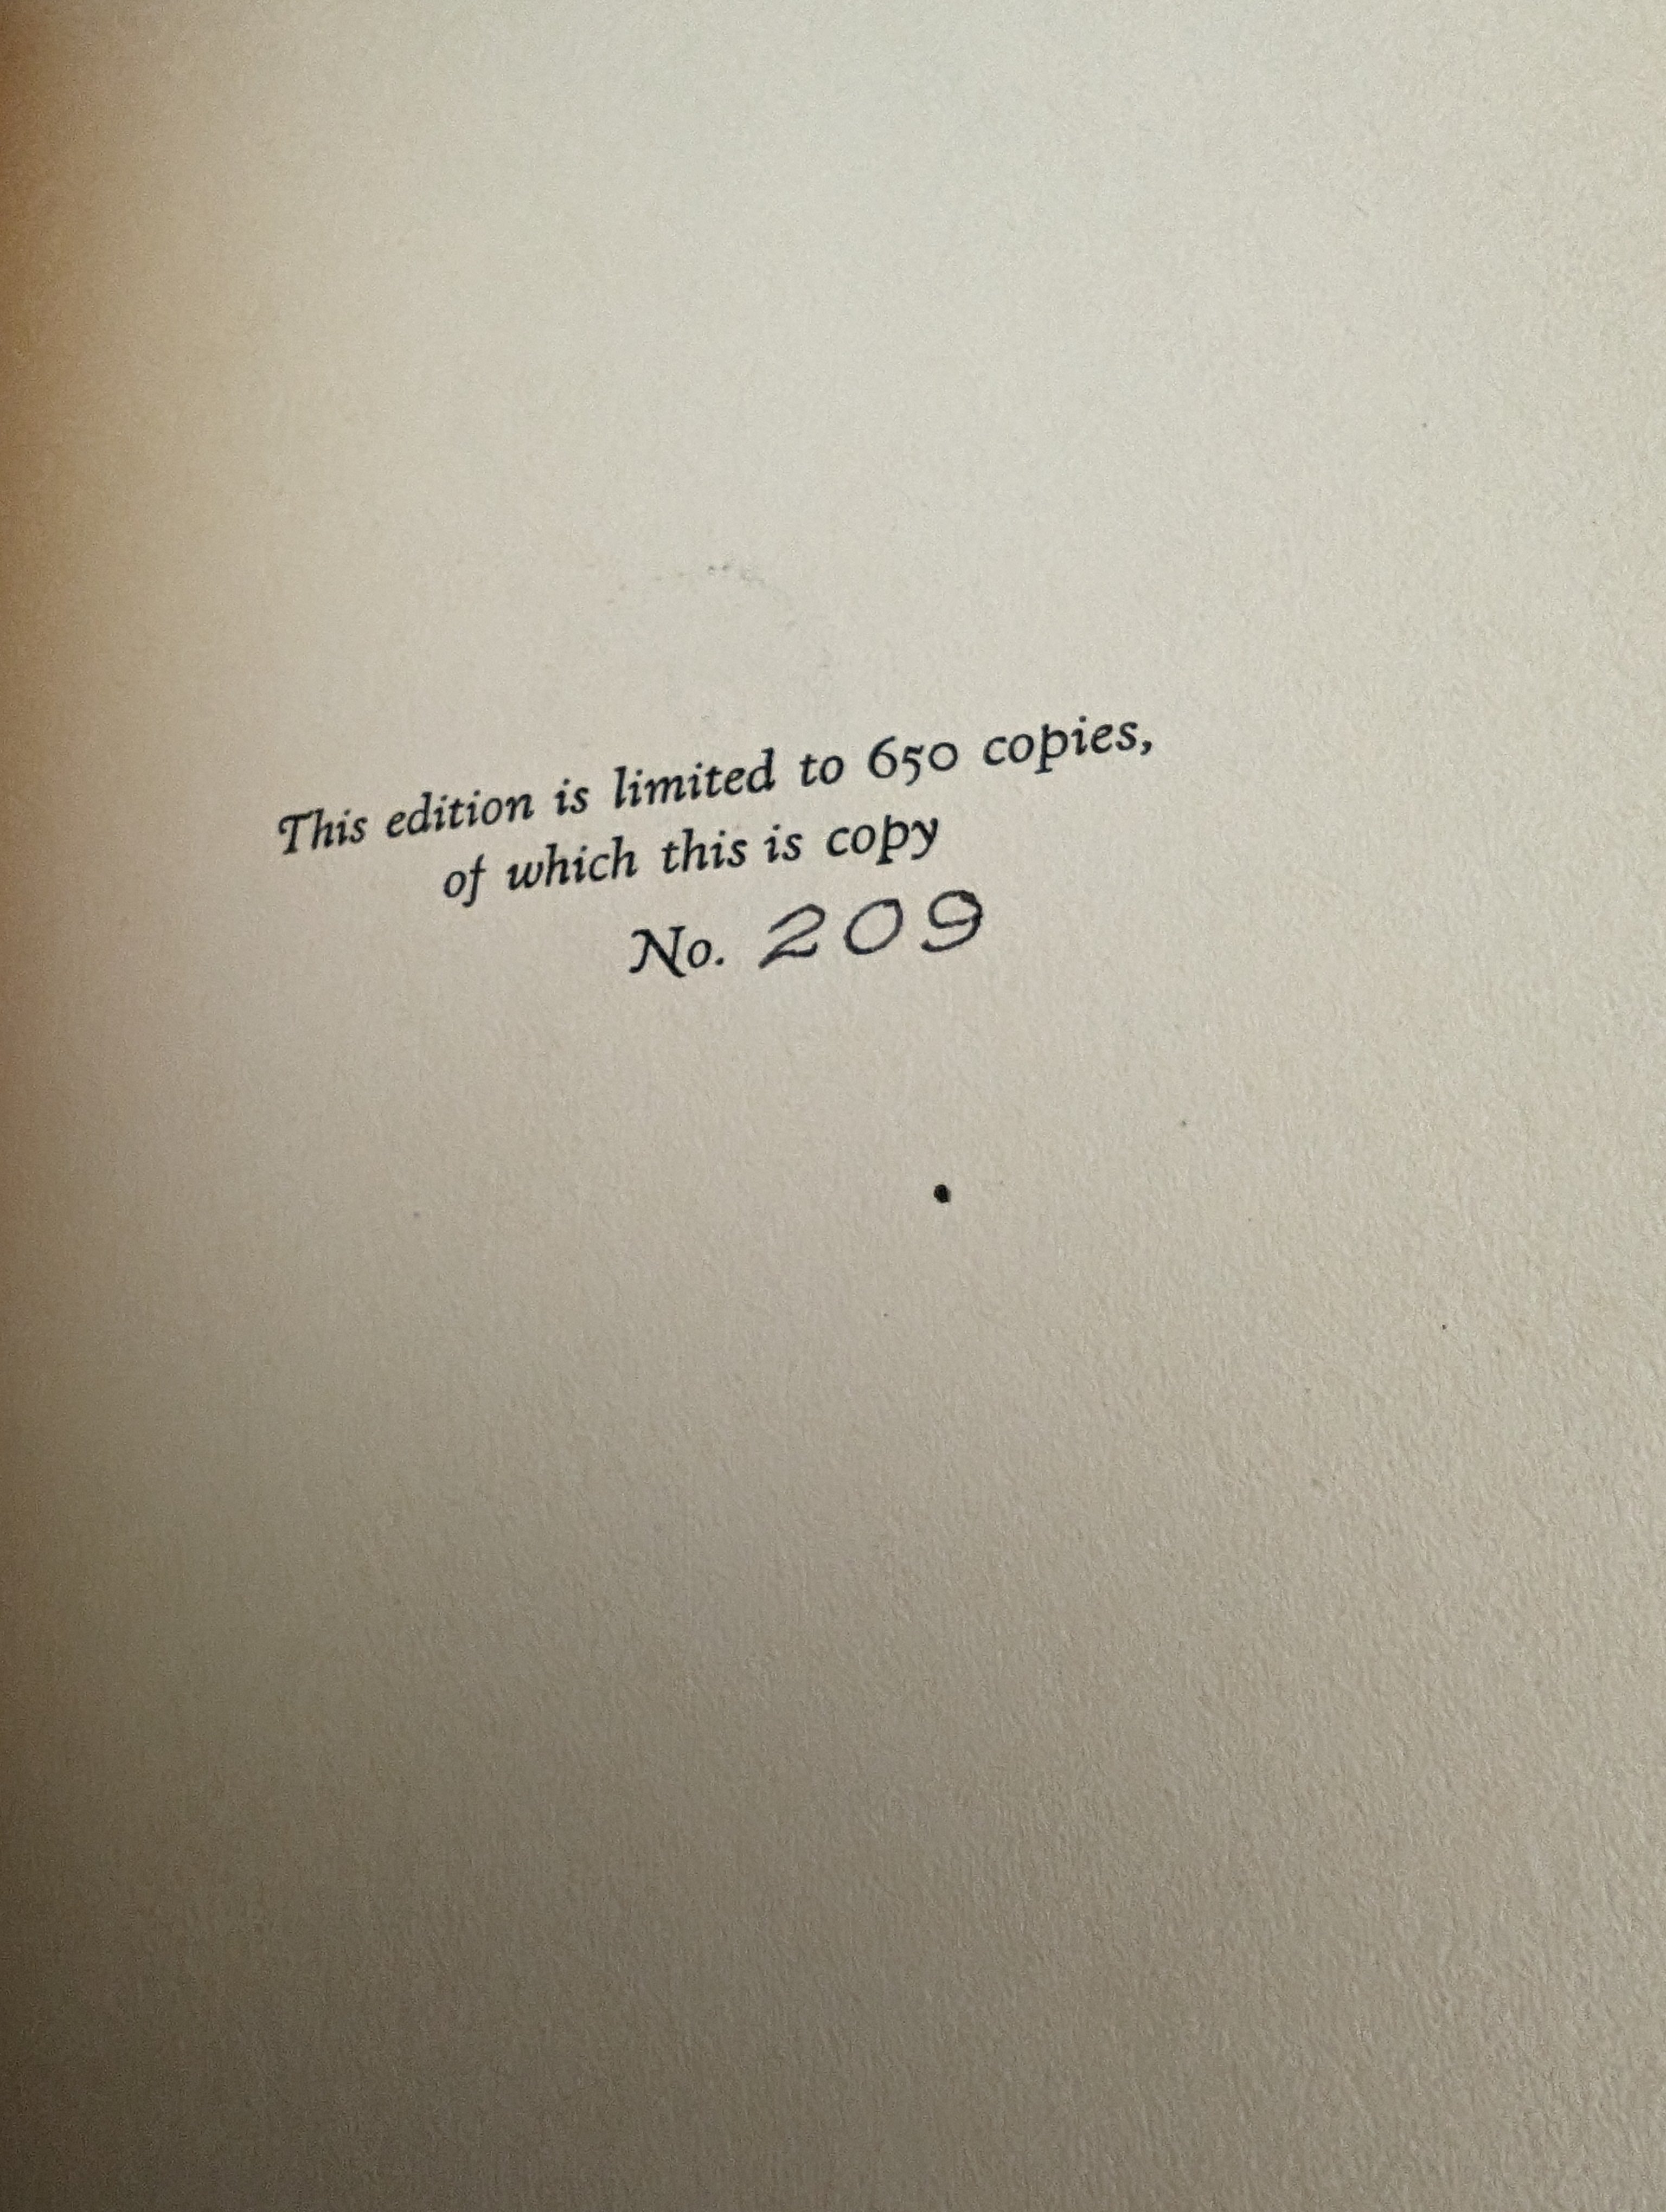 This edition is limited to 650 copies,
of which this is copy
No. 209